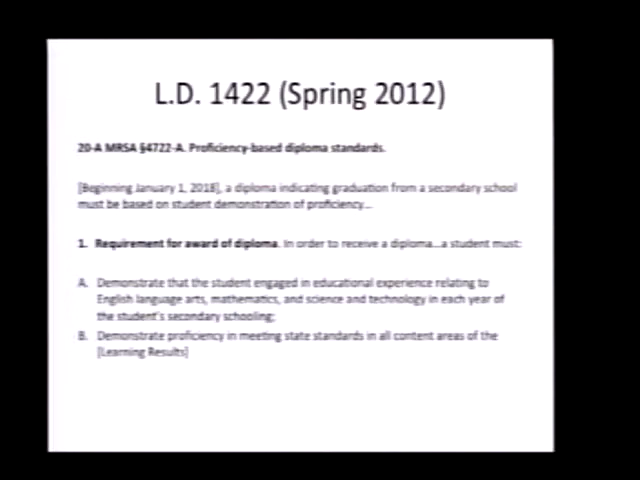 L.D. 1422 (Spring 2012)
20-A MRSA §4722-A. Proficiency-based diploma standards.
[Beginning January 1, 2018], a diploma indicating graduation from a secondary school
must be based on student demonstration of proficiency...
1. Requirement for award of diploma. In order to receive a diploma...a student must:
A. Demonstrate that the student engaged in educational experience relating to
English language arts, mathematics, and science and technology in each year of
the student's secondary schooling;
B. Demonstrate proficiency in meeting state standards in all content areas of the
[Learning Results]